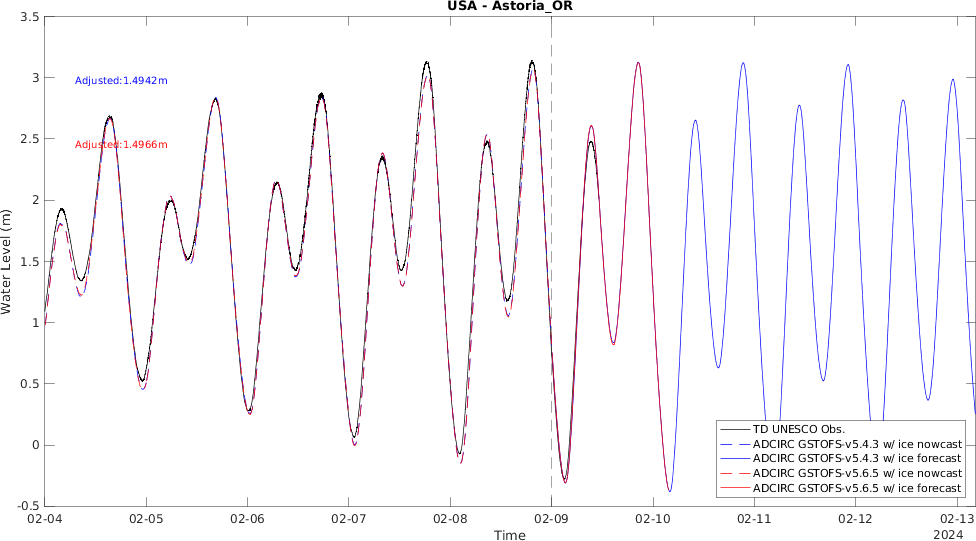 USA - Astoria_OR
3.5
3
2.5
2
1.5
1
0.5
0
-0.5
Water Level (m)
Adjusted:1.4942m
Adjusted:1.4966m
TD UNESCO Obs.
ADCIRC GSTOFS-v5.4.3 w/ ice nowcast
ADCIRC GSTOFS-v5.4.3 w/ ice forecast
ADCIRC GSTOFS-v5.6.5 w/ ice nowcast
ADCIRC GSTOFS-v5.6.5 w/ ice forecast
02-04 02-05 02-06 02-07 02-08 02-09 02-10 02-11 02-12 02-13
Time
2024